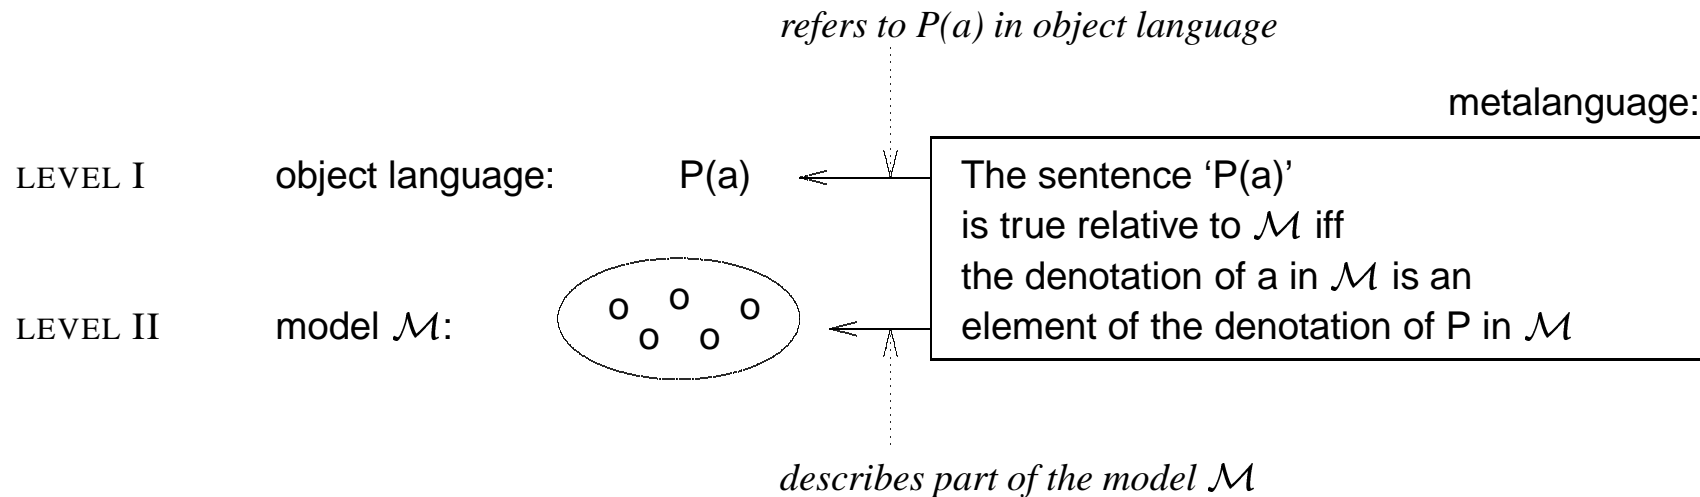 refers to P(a) in object language
metalanguage:
LEVEL I object language: P(a) The sentence ‘P(a)’
is true relative to ℳ iff
the denotation of a in ℳ is an
LEVEL II model ℳ: o o o o o element of the denotation of P in ℳ
describes part of the model ℳ